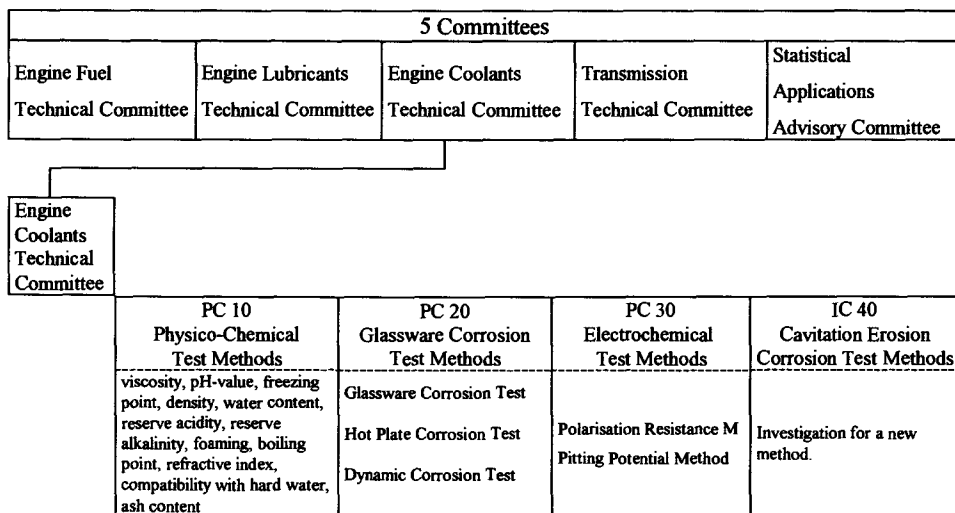 5 Committees
Engine Fuel
Technical Committee
Engine Lubricants
Technical Committee
Engine Coolants
Technical Committee
Transmission
Technical Committee
Statistical
Applications
Advisory Committee
Engine
Coolants
Technical
Committee
PC 10
Physico-Chemical
Test Methods
viscosity, pH-value, freezing
point, density, water content,
reserve acidity, reserve
alkalinity, foaming, boiling
point, refractive index,
compatibility with hard water,
ash content
PC 20
Glassware Corrosion
Test Methods
Glassware Corrosion Test
Hot Plate Corrosion Test
Dynamic Corrosion Test
PC 30
Electrochemical
Test Methods
Polarisation Resistance M
Pitting Potential Method
IC 40
Cavitation Erosion
Corrosion Test Methods
Investigation for a new
method.